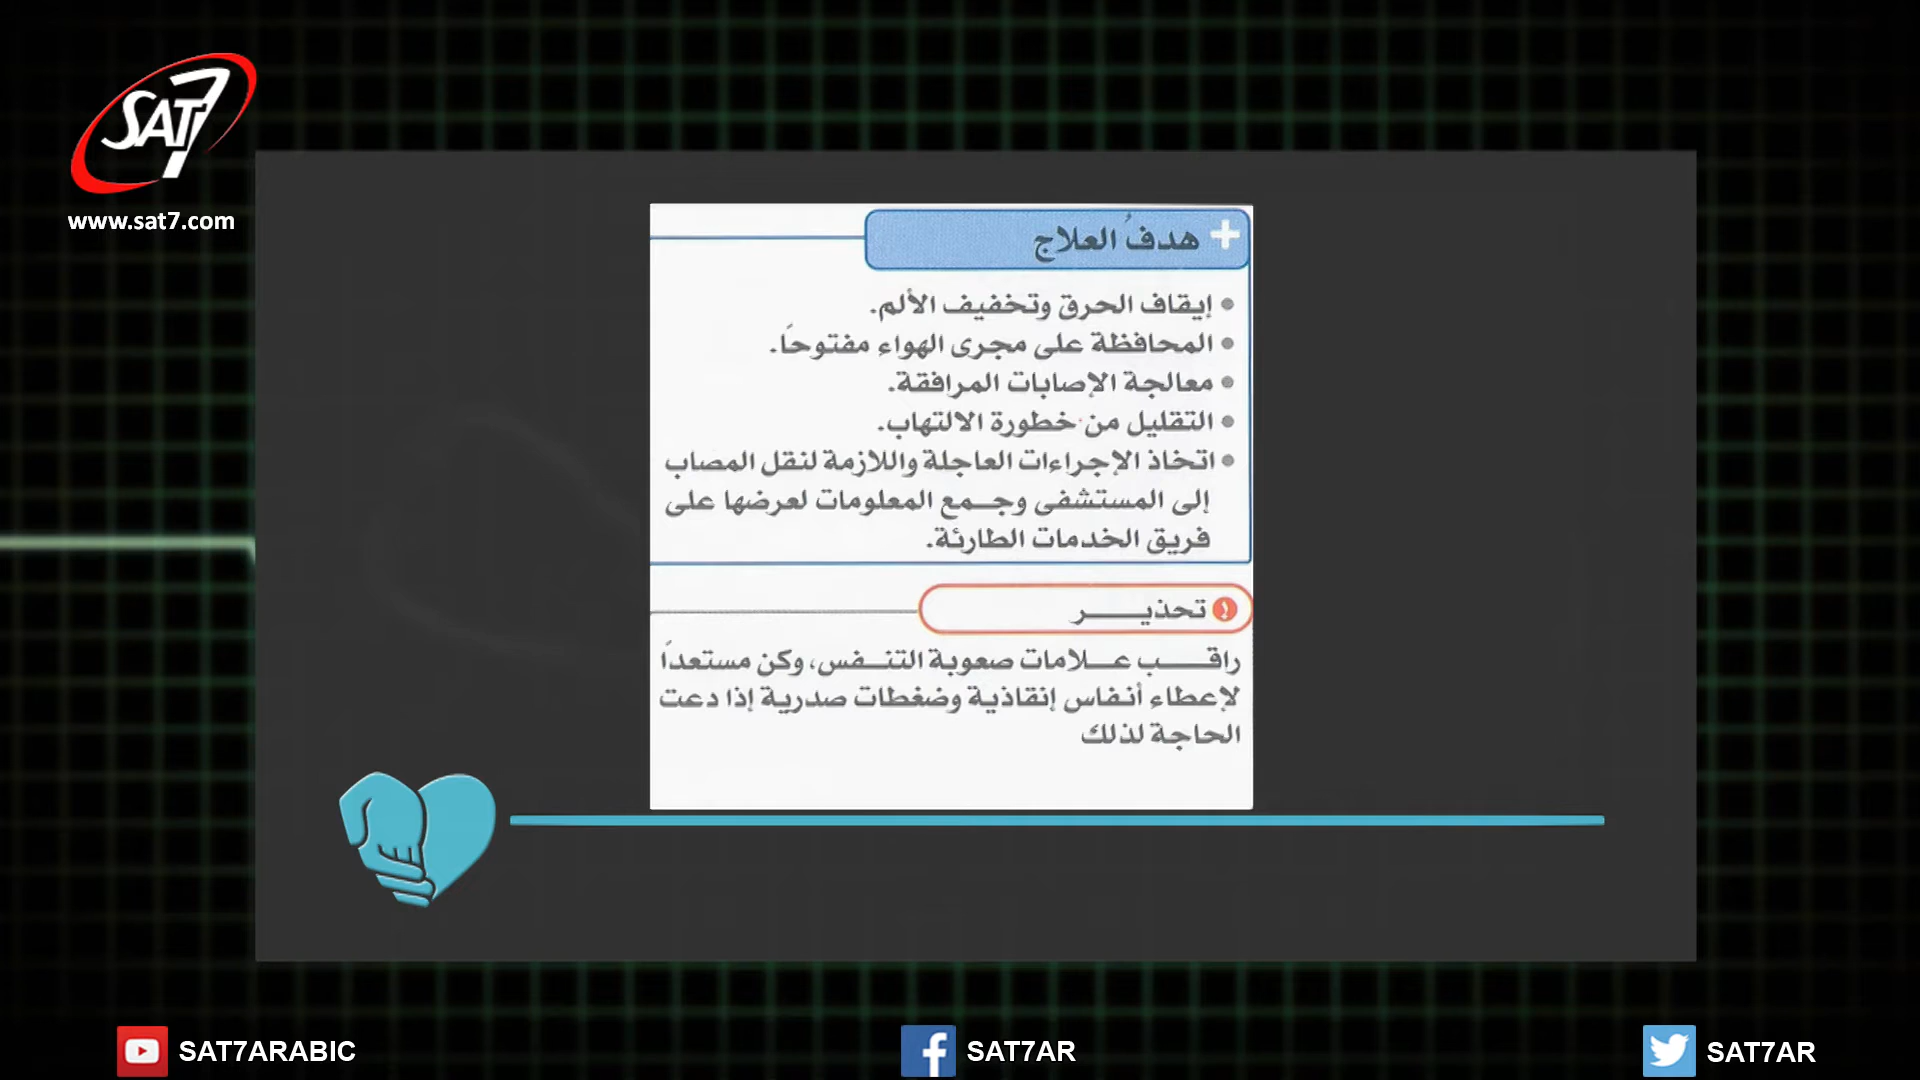 SAT7
www.sat7.com
هدفُ العلاج
• إيقاف الحرق وتخفيف الألم.
• المحافظة على مجرى الهواء مفتوحاً.
• معالجة الإصابات المرافقة.
• التقليل من خطورة الالتهاب.
• اتخاذ الإجراءات العاجلة واللازمة لنقل المصاب
إلى المستشفى وجمع المعلومات لعرضها على
فريق الخدمات الطارئة.
تحذير
راقب علامات صعوبة التنفس، وكن مستعداً
لإعطاء أنفاس إنقاذية وضغطات صدرية إذا دعت
الحاجة لذلك
SAT7ARABIC
SAT7AR
SAT7AR